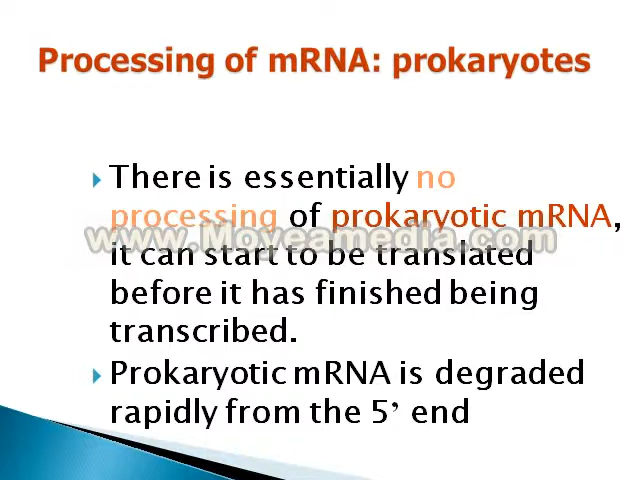 Processing of mRNA: prokaryotes
There is essentially no
processing of prokaryotic mRNA,
www.Moyeamedia.com
it can start to be translated
before it has finished being
transcribed.
Prokaryotic mRNA is degraded
rapidly from the 5’ end